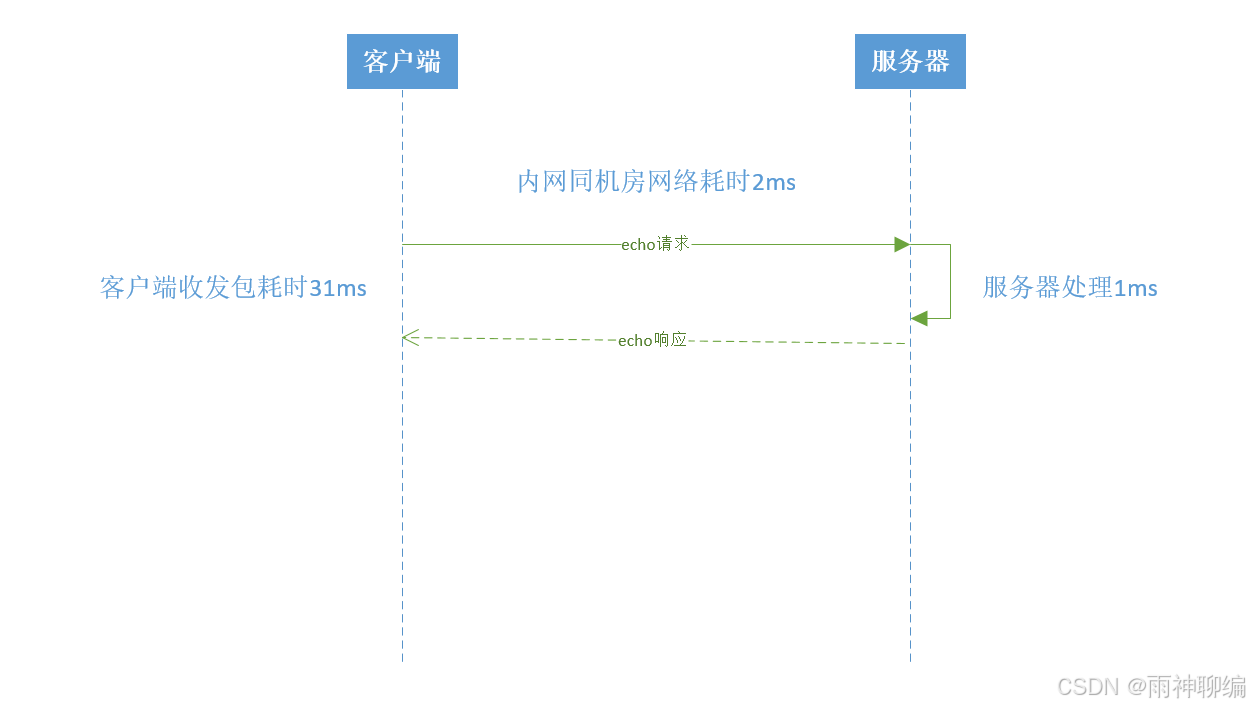 客户端
服务器
内网同机房网络耗时2ms
echo请求
客户端收发包耗时31ms
服务器处理1ms
echo响应
CSDN @雨神聊编